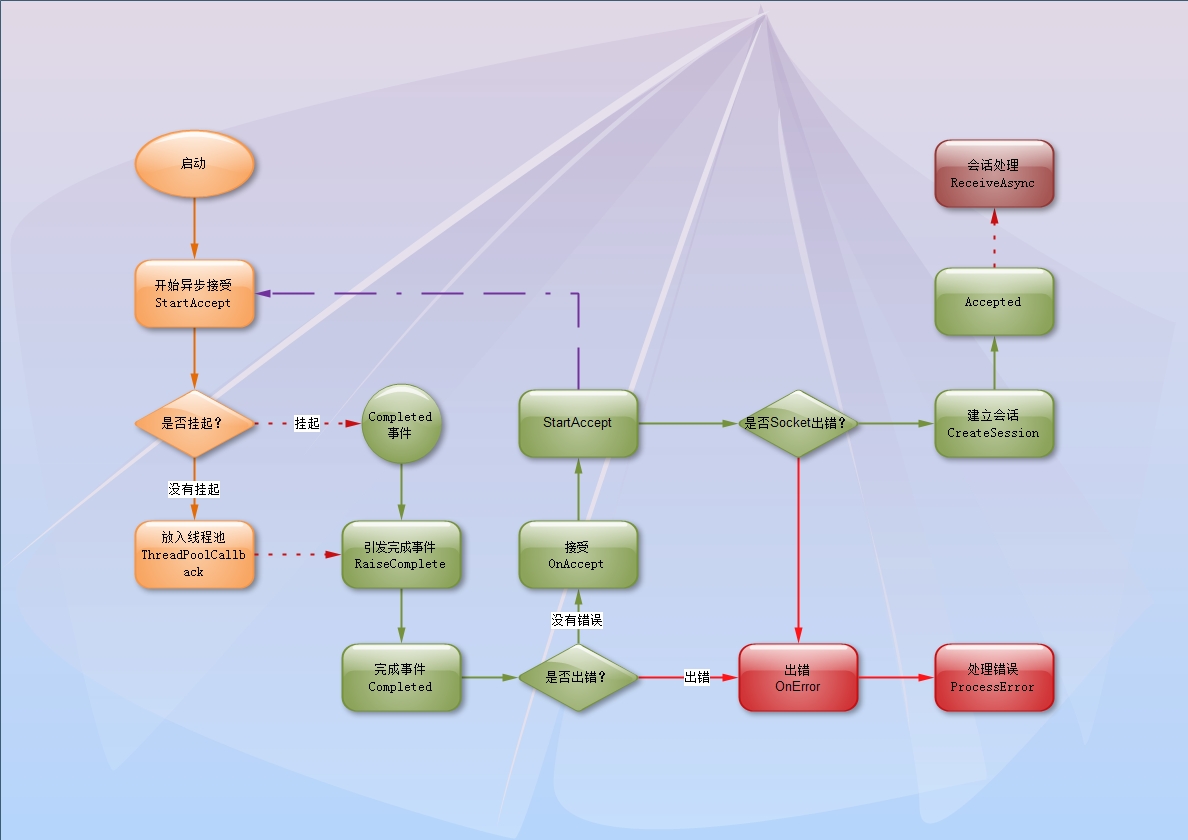 启动
会话处理
ReceiveAsync
开始异步接受
StartAccept
Accepted
是否挂起?
挂起
Completed
事件
StartAccept
是否Socket出错?
建立会话
CreateSession
没有挂起
放入线程池
ThreadPoolCallb
ack
引发完成事件
RaiseComplete
接受
OnAccept
没有错误
完成事件
Completed
是否出错?
出错
出错
OnError
处理错误
ProcessError